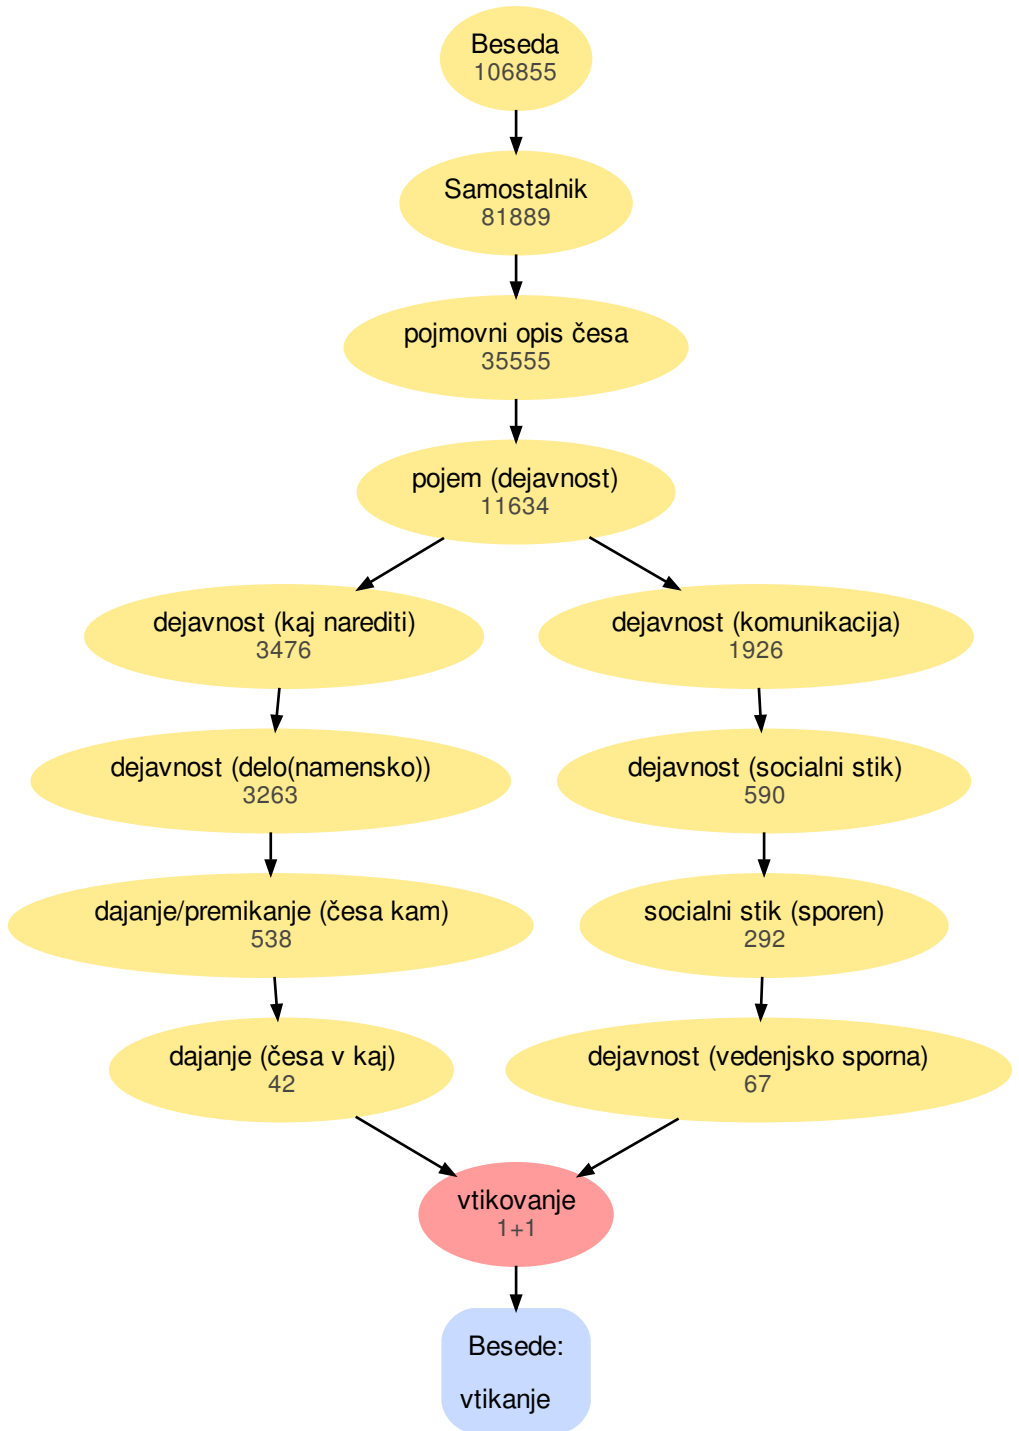 Beseda
106855
Samostalnik
81889
pojmovni opis česa
35555
pojem (dejavnost)
11634
dejavnost (kaj narediti)
3476
dejavnost (komunikacija)
1926
dejavnost (delo(namensko))
3263
dejavnost (socialni stik)
590
dajanje/premikanje (česa kam)
538
socialni stik (sporen)
292
dajanje (česa v kaj)
42
dejavnost (vedenjsko sporna)
67
vtikovanje
1+1
Besede:
vtikanje